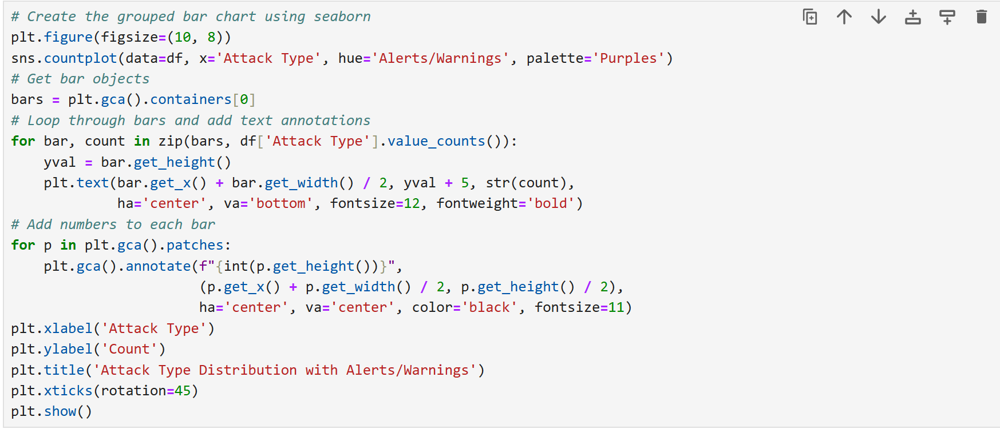 # Create the grouped bar chart using seaborn
plt.figure(figsize=(10, 8))
sns.countplot(data=df, x='Attack Type', hue='Alerts/Warnings', palette='Purples')
# Get bar objects
bars = plt.gca().containers[0]
# Loop through bars and add text annotations
for bar, count in zip(bars, df['Attack Type'].value_counts()):
    yval = bar.get_height()
    plt.text(bar.get_x() + bar.get_width() / 2, yval + 5, str(count),
             ha='center', va='bottom', fontsize=12, fontweight='bold')
# Add numbers to each bar
for p in plt.gca().patches:
    plt.gca().annotate(f"{int(p.get_height())}",
                       (p.get_x() + p.get_width() / 2, p.get_height() / 2),
                       ha='center', va='center', color='black', fontsize=11)
plt.xlabel('Attack Type')
plt.ylabel('Count')
plt.title('Attack Type Distribution with Alerts/Warnings')
plt.xticks(rotation=45)
plt.show()